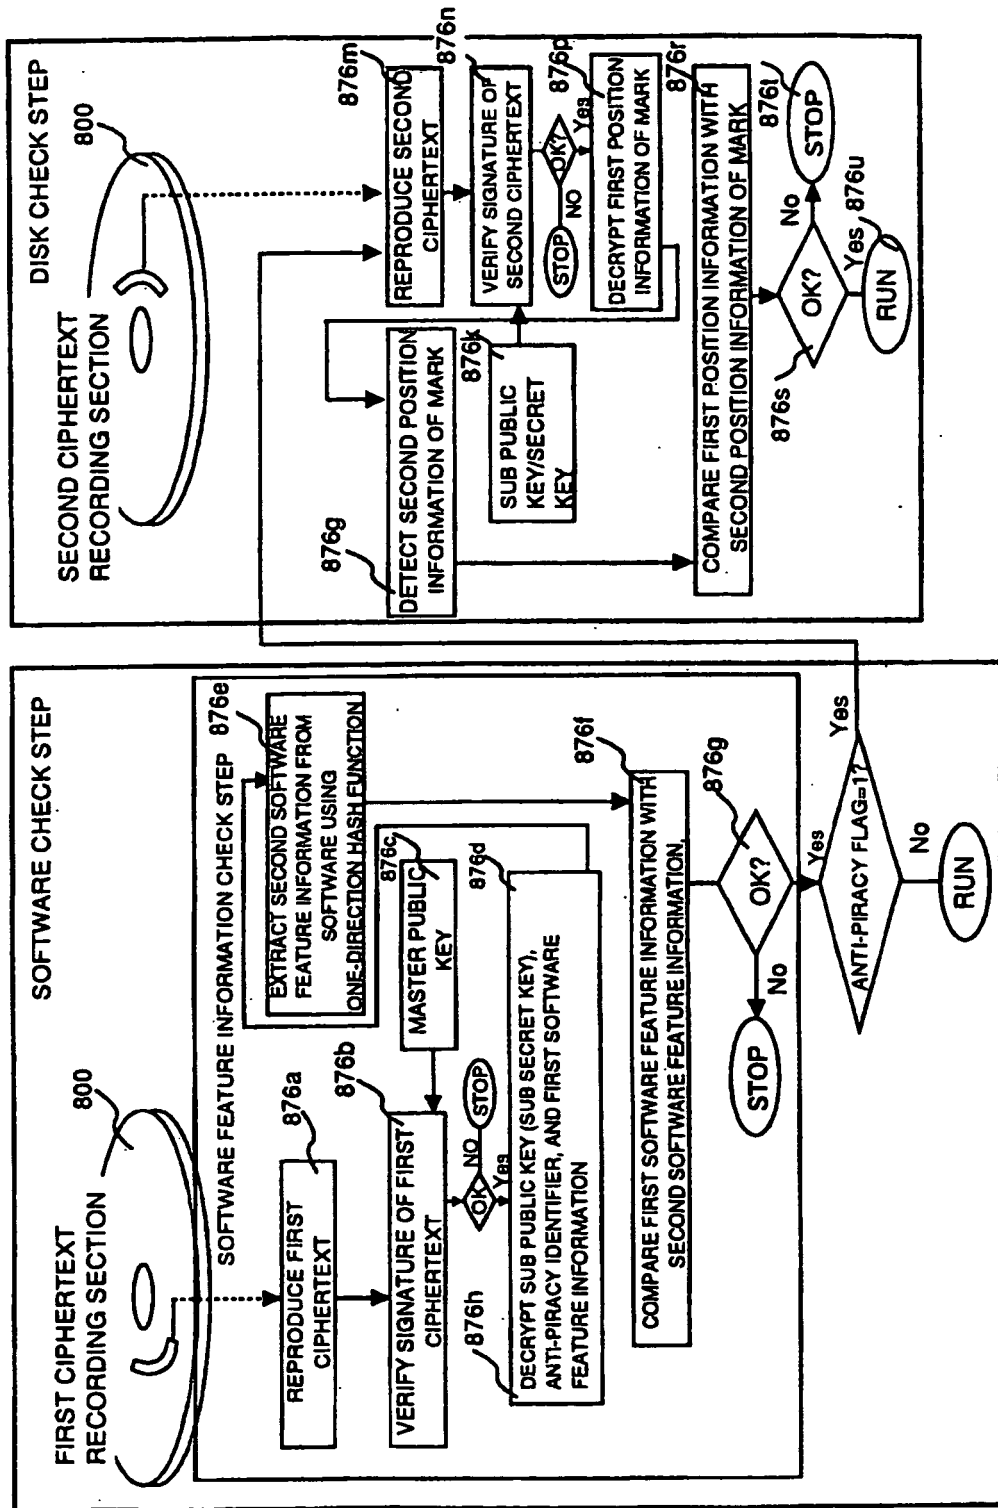 SOFTWARE CHECK STEP
FIRST CIPHERTEXT
RECORDING SECTION
800
SOFTWARE FEATURE INFORMATION CHECK STEP
876a
REPRODUCE FIRST
CIPHERTEXT
876b
VERIFY SIGNATURE OF FIRST
CIPHERTEXT
876e
EXTRACT SECOND SOFTWARE
FEATURE INFORMATION FROM
SOFTWARE USING
ONE-DIRECTION HASH FUNCTION
876c
MASTER PUBLIC
KEY
OK
NO
STOP
Yes
876d
876h
DECRYPT SUB PUBLIC KEY (SUB SECRET KEY),
ANTI-PIRACY IDENTIFIER, AND FIRST SOFTWARE
FEATURE INFORMATION
876f
COMPARE FIRST SOFTWARE FEATURE INFORMATION WITH
SECOND SOFTWARE FEATURE INFORMATION,
876g
OK?
No
STOP
Yes
ANTI-PIRACY FLAG=1?
Yes
No
RUN
DISK CHECK STEP
SECOND CIPHERTEXT
RECORDING SECTION
800
876m
REPRODUCE SECOND
CIPHERTEXT
876n
VERIFY SIGNATURE OF
SECOND CIPHERTEXT
OK?
NO
STOP
Yes
876p
DECRYPT FIRST POSITION
INFORMATION OF MARK
876g
DETECT SECOND POSITION
INFORMATION OF MARK
876k
SUB PUBLIC
KEY/SECRET
KEY
876r
COMPARE FIRST POSITION INFORMATION WITH
SECOND POSITION INFORMATION OF MARK
876s
OK?
No
876t
STOP
Yes
876u
RUN